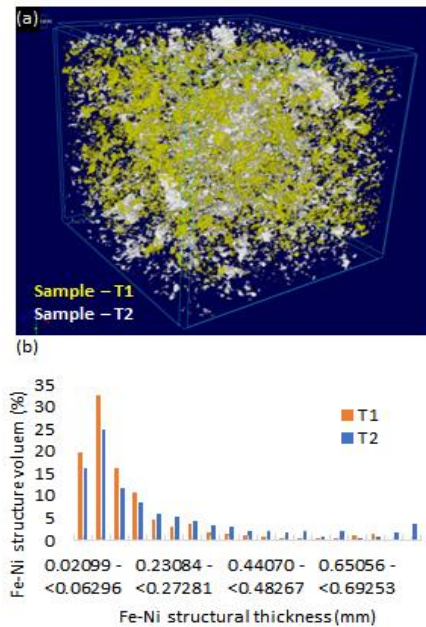 (a)
Sample – T1
Sample – T2
(b)
Fe-Ni structure voluem (%)
35
30
25
20
15
10
5
0
T1
T2
0.02099 - 0.23084 - 0.44070 - 0.65056 -
<0.06296 <0.27281 <0.48267 <0.69253
Fe-Ni structural thickness (mm)